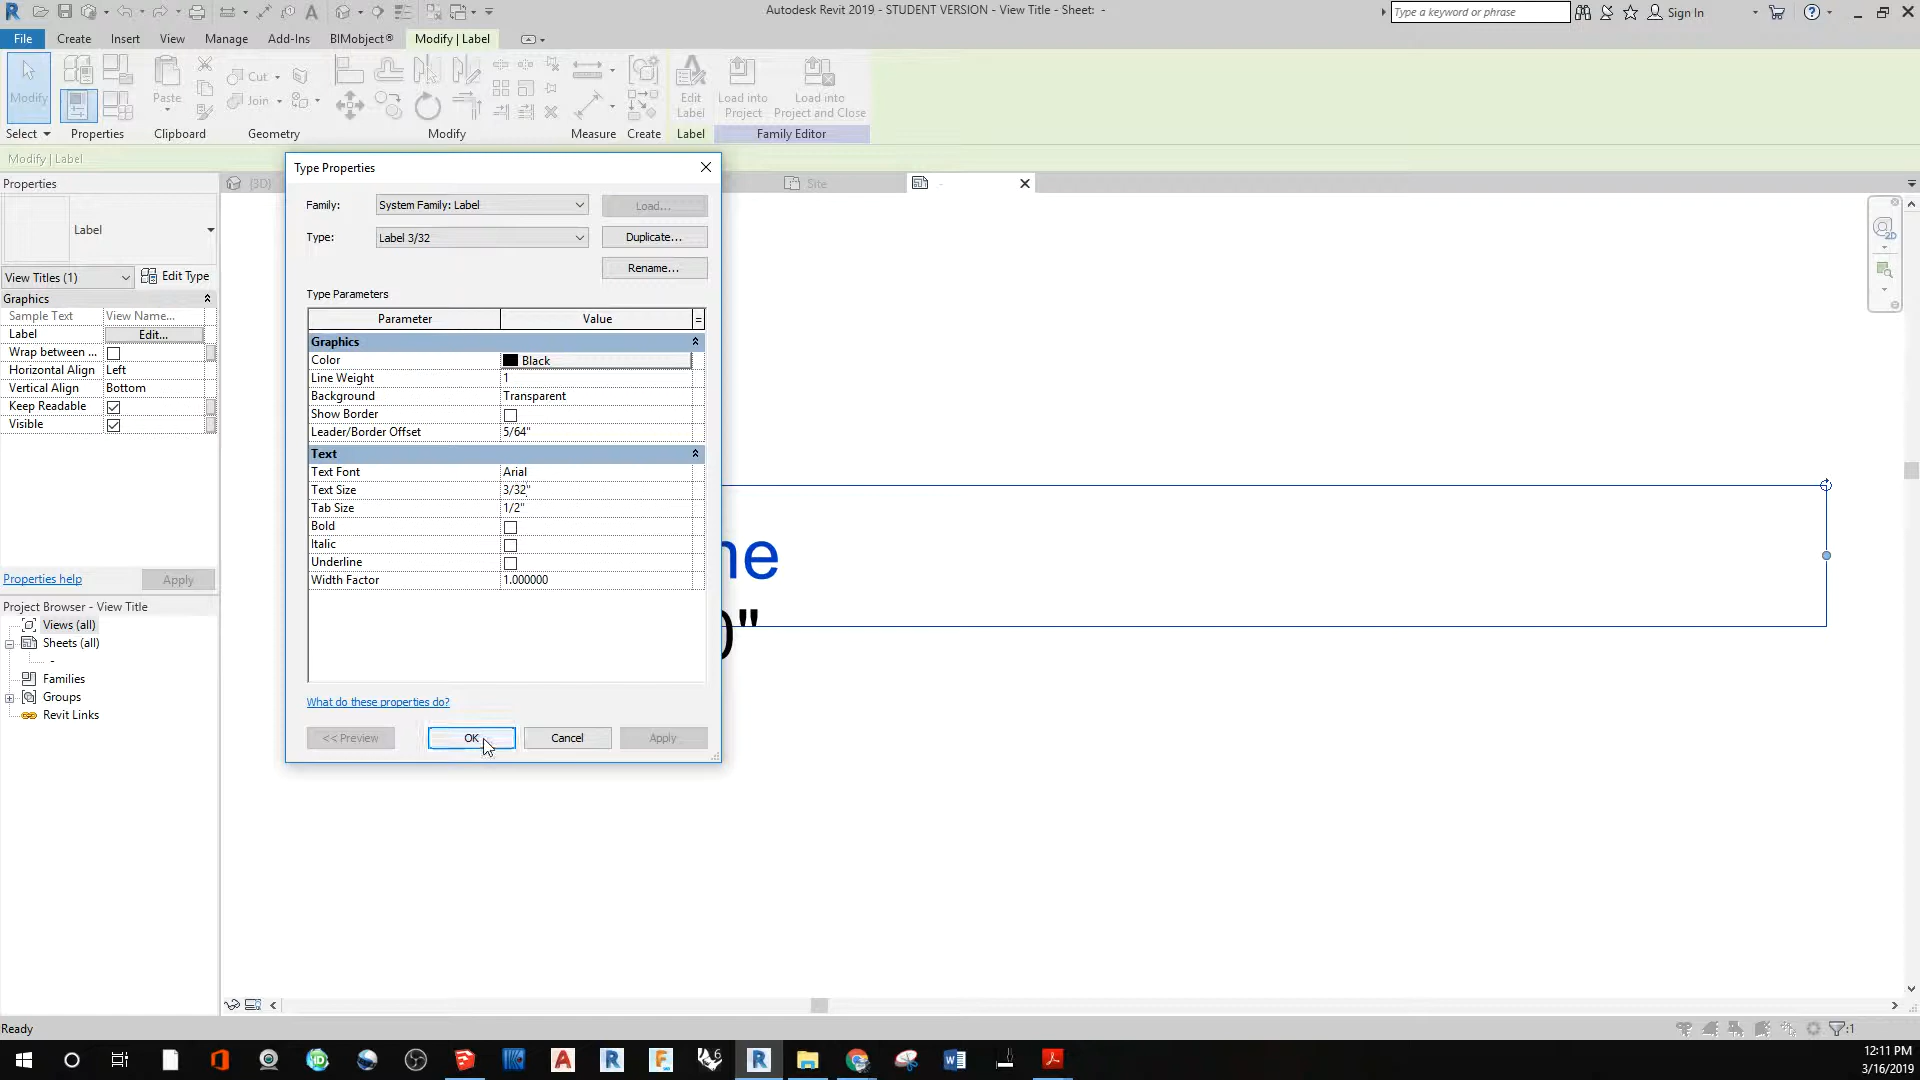 Autodesk Revit 2019 - STUDENT VERSION - View Title - Sheet: -
Type a keyword or phrase
Sign In
File Create Insert View Manage Add-Ins BIMobject® Modify | Label
Modify
Paste
Cut
Join
Edit Label
Load into Project
Load into Project and Close
Select Properties Clipboard Geometry Modify Measure Create Label Family Editor
Modify | Label
Properties
Label
View Titles (1)
Edit Type
Graphics
Sample Text View Name...
Label Edit...
Wrap between ...
Horizontal Align Left
Vertical Align Bottom
Keep Readable
Visible
Properties help
Apply
Project Browser - View Title
Views (all)
Sheets (all)
-
Families
Groups
Revit Links
{3D}
Site
-
Type Properties
Family: System Family: Label Load...
Type: Label 3/32 Duplicate...
Rename...
Type Parameters
Parameter Value =
Graphics
Color Black
Line Weight 1
Background Transparent
Show Border
Leader/Border Offset 5/64"
Text
Text Font Arial
Text Size 3/32"
Tab Size 1/2"
Bold
Italic
Underline
Width Factor 1.000000
What do these properties do?
<< Preview OK Cancel Apply
me
0"
2D
Ready
:1
12:11 PM
3/16/2019